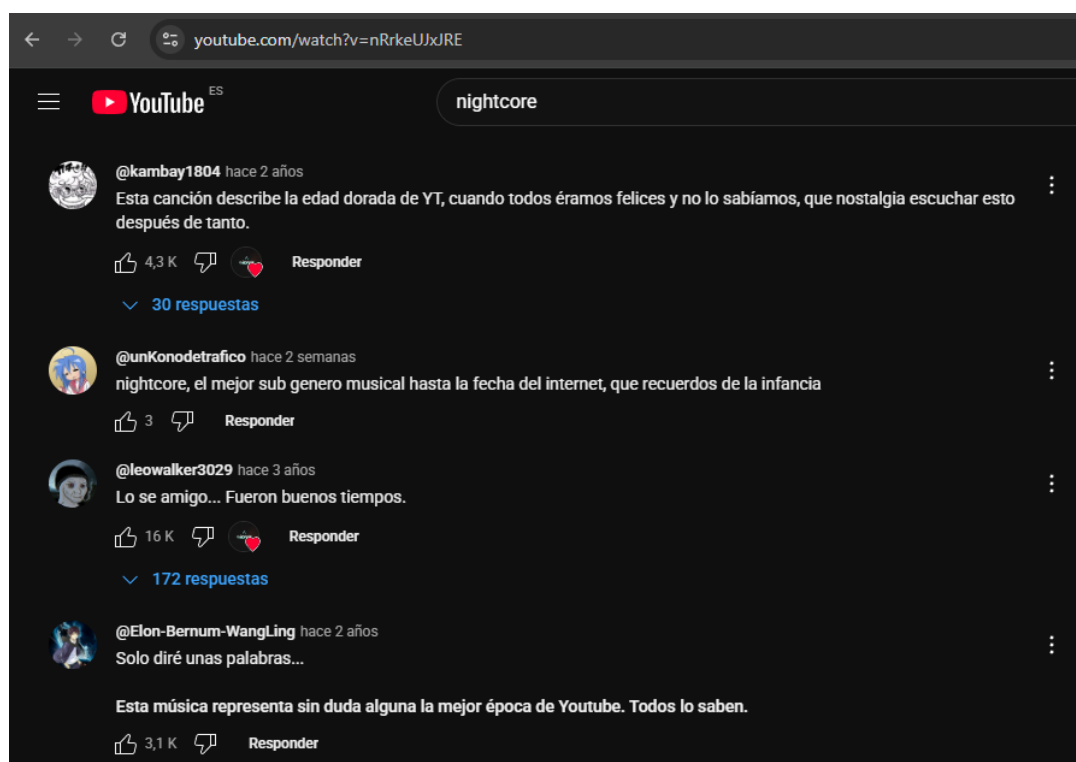 youtube.com/watch?v=nRrkeUJxJRE
YouTube ES
nightcore
@kambay1804 hace 2 años
Esta canción describe la edad dorada de YT, cuando todos éramos felices y no lo sabíamos, que nostalgia escuchar esto
después de tanto.
4,3 K Responder
30 respuestas
@unKonodetrafico hace 2 semanas
nightcore, el mejor sub genero musical hasta la fecha del internet, que recuerdos de la infancia
3 Responder
@leowalker3029 hace 3 años
Lo se amigo... Fueron buenos tiempos.
16 K Responder
172 respuestas
@Elon-Bernum-WangLing hace 2 años
Solo diré unas palabras...
Esta música representa sin duda alguna la mejor época de Youtube. Todos lo saben.
3,1 K Responder